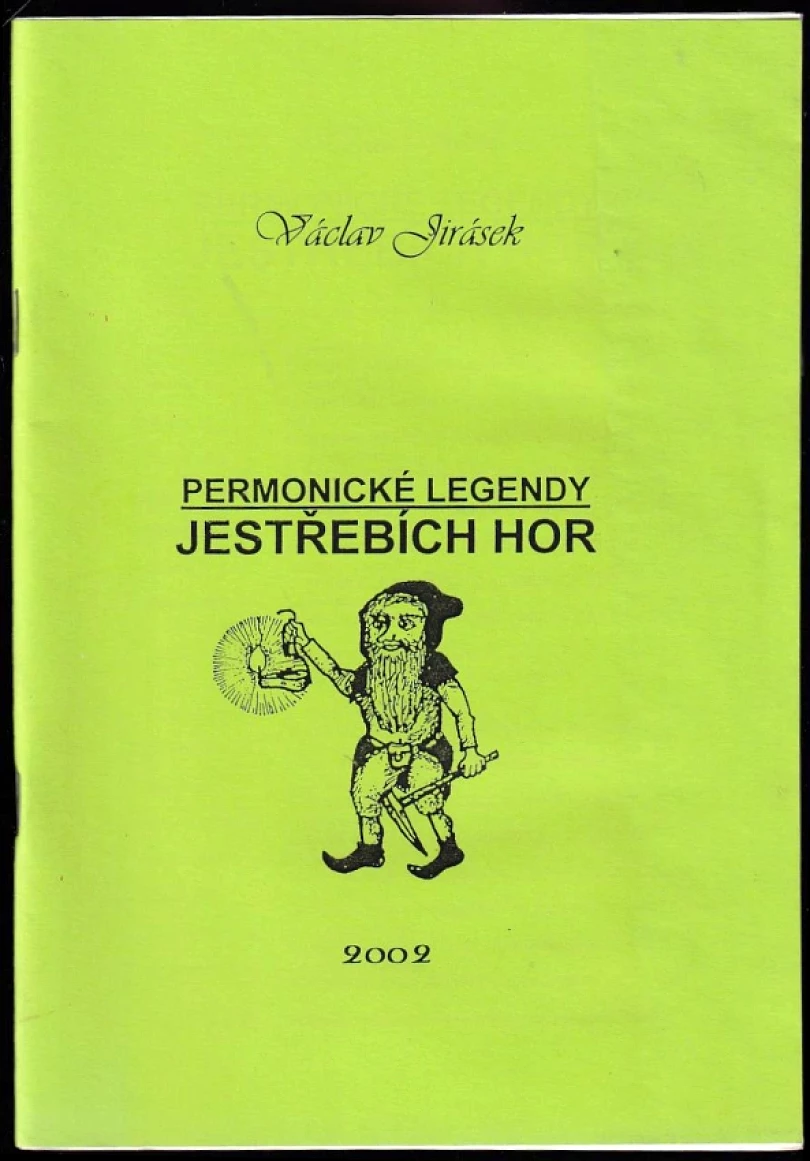 Václav Jirásek
PERMONICKÉ LEGENDY
JESTŘEBÍCH HOR
2002